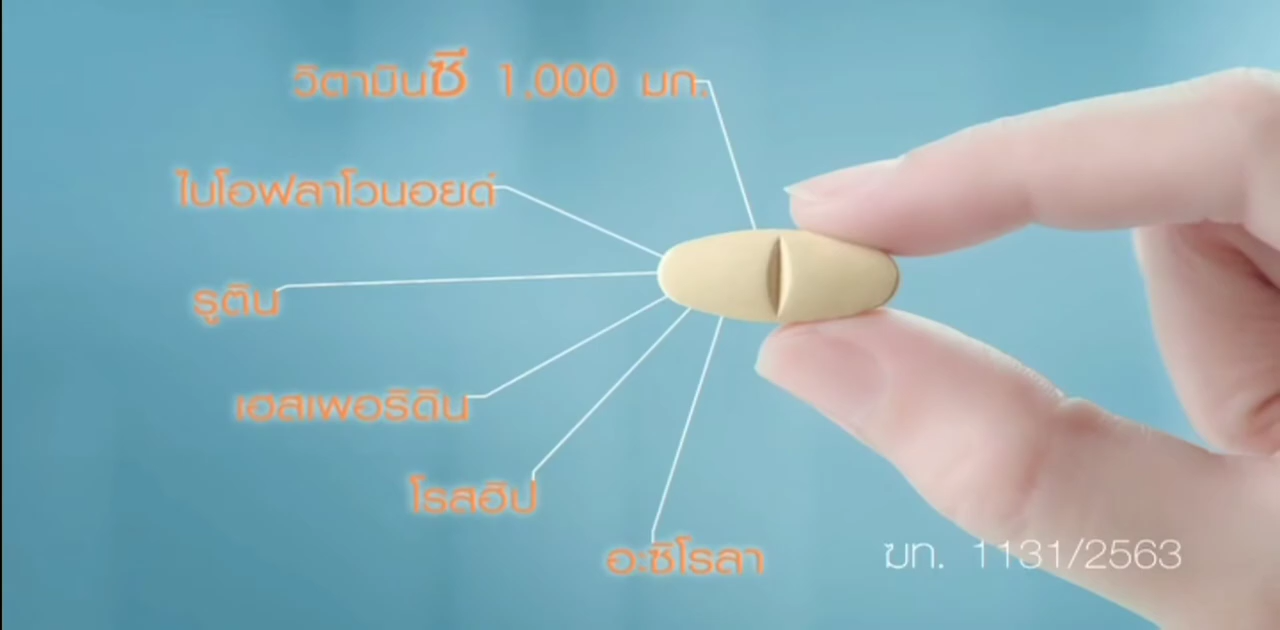 วิตามินซี 1,000 มก.
ไบโอฟลาโวนอยด์
รูติน
เฮสเพอริดิน
โรสฮิป
อะซิโรลา
ฆท. 1131/2563